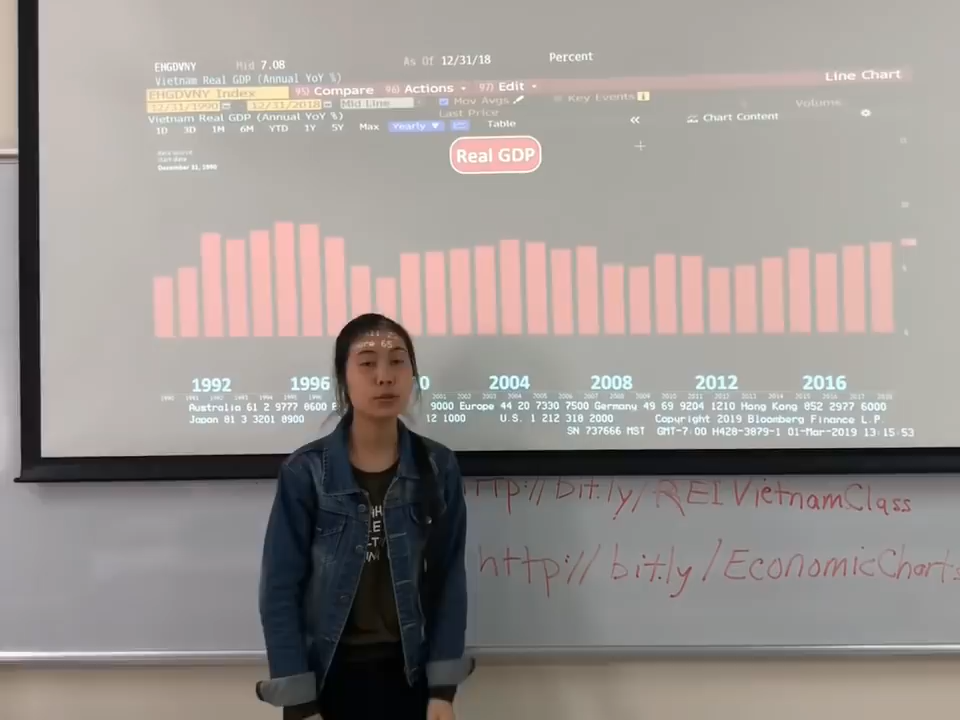 EHGDVNY Mid 7.08 As Of 12/31/18 Percent
Vietnam Real GDP (Annual YoY %)
EHGDVNY Index 95) Compare 96) Actions 97) Edit Line Chart
12/31/1990 12/31/2018 Mid Line Mov Avgs Key Events Volume
Vietnam Real GDP (Annual YoY %) Last Price
1D 3D 1M 6M YTD 1Y 5Y Max Yearly ▼ Table « Chart Content
December 31, 1990
Real GDP
1992 1996 0 2004 2008 2012 2016
Australia 61 2 9777 8600 9000 Europe 44 20 7330 7500 Germany 49 69 9204 1210 Hong Kong 852 2977 6000
Japan 81 3 3201 8900 12 1000 U.S. 1 212 318 2000 Copyright 2019 Bloomberg Finance L.P.
SN 737666 MST GMT-7:00 H428-3879-1 01-Mar-2019 13:15:53
ttp://bit.ly/REIVietnamClass
http://bit.ly/EconomicCharts